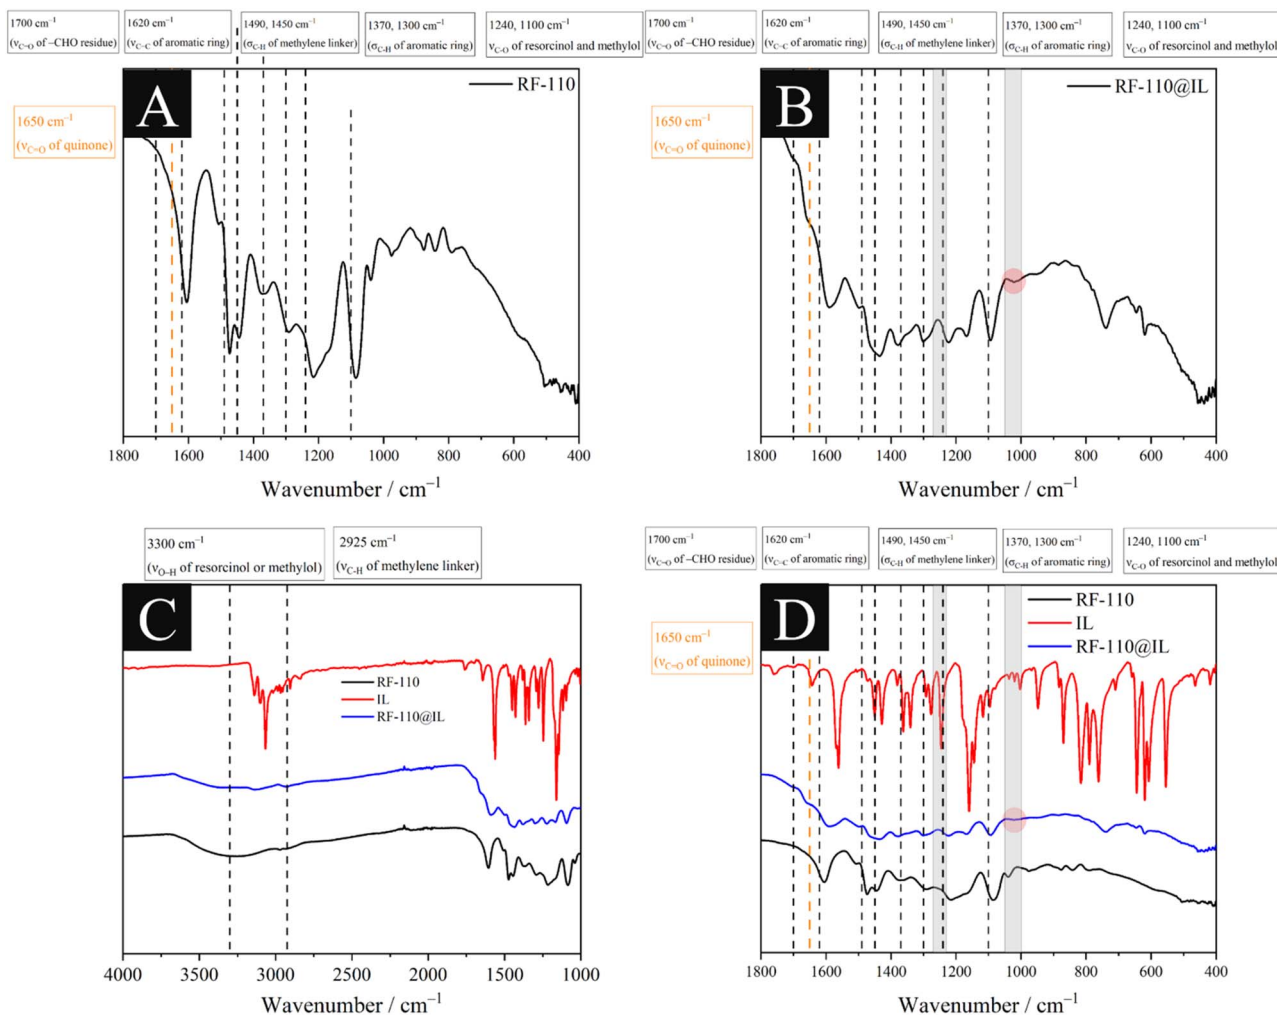 1700 cm⁻¹
(νC=O of –CHO residue)
1620 cm⁻¹
(νC–C of aromatic ring)
1490, 1450 cm⁻¹
(σC-H of methylene linker)
1370, 1300 cm⁻¹
(σC-H of aromatic ring)
1240, 1100 cm⁻¹
νC-O of resorcinol and methylol
1650 cm⁻¹
(νC=O of quinone)
A
RF-110
1800 1600 1400 1200 1000 800 600 400
Wavenumber / cm⁻¹
1700 cm⁻¹
(νC=O of –CHO residue)
1620 cm⁻¹
(νC–C of aromatic ring)
1490, 1450 cm⁻¹
(σC-H of methylene linker)
1370, 1300 cm⁻¹
(σC-H of aromatic ring)
1240, 1100 cm⁻¹
νC-O of resorcinol and methylol
1650 cm⁻¹
(νC=O of quinone)
B
RF-110@IL
1800 1600 1400 1200 1000 800 600 400
Wavenumber / cm⁻¹
3300 cm⁻¹
(νO–H of resorcinol or methylol)
2925 cm⁻¹
(νC-H of methylene linker)
C
RF-110
IL
RF-110@IL
4000 3500 3000 2500 2000 1500 1000
Wavenumber / cm⁻¹
1700 cm⁻¹
(νC=O of –CHO residue)
1620 cm⁻¹
(νC–C of aromatic ring)
1490, 1450 cm⁻¹
(σC-H of methylene linker)
1370, 1300 cm⁻¹
(σC-H of aromatic ring)
1240, 1100 cm⁻¹
νC-O of resorcinol and methylol
1650 cm⁻¹
(νC=O of quinone)
D
RF-110
IL
RF-110@IL
1800 1600 1400 1200 1000 800 600 400
Wavenumber / cm⁻¹